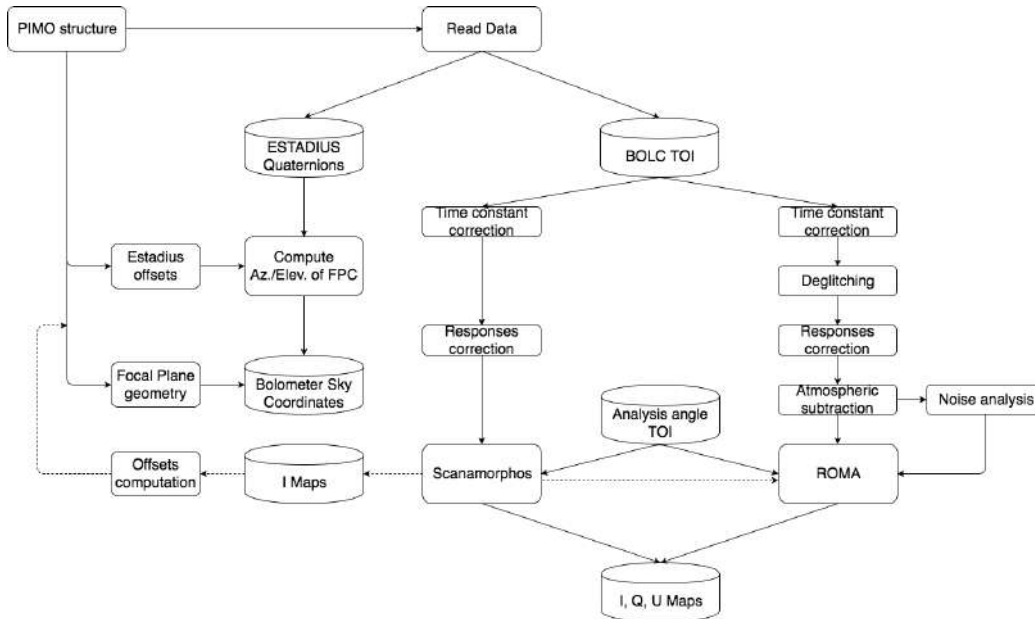 PIMO structure
Read Data
ESTADIUS
Quaternions
BOLC TOI
Time constant
correction
Time constant
correction
Estadius
offsets
Compute
Az./Elev. of FPC
Deglitching
Responses
correction
Responses
correction
Focal Plane
geometry
Bolometer Sky
Coordinates
Atmospheric
subtraction
Noise analysis
Analysis angle
TOI
Offsets
computation
I Maps
Scanamorphos
ROMA
I, Q, U Maps